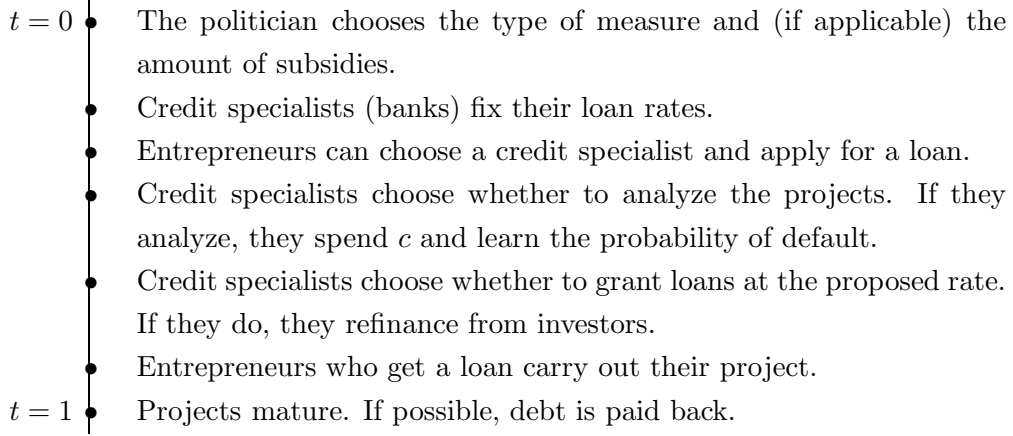 t = 0 The politician chooses the type of measure and (if applicable) the
amount of subsidies.
Credit specialists (banks) fix their loan rates.
Entrepreneurs can choose a credit specialist and apply for a loan.
Credit specialists choose whether to analyze the projects. If they
analyze, they spend c and learn the probability of default.
Credit specialists choose whether to grant loans at the proposed rate.
If they do, they refinance from investors.
Entrepreneurs who get a loan carry out their project.
t = 1 Projects mature. If possible, debt is paid back.